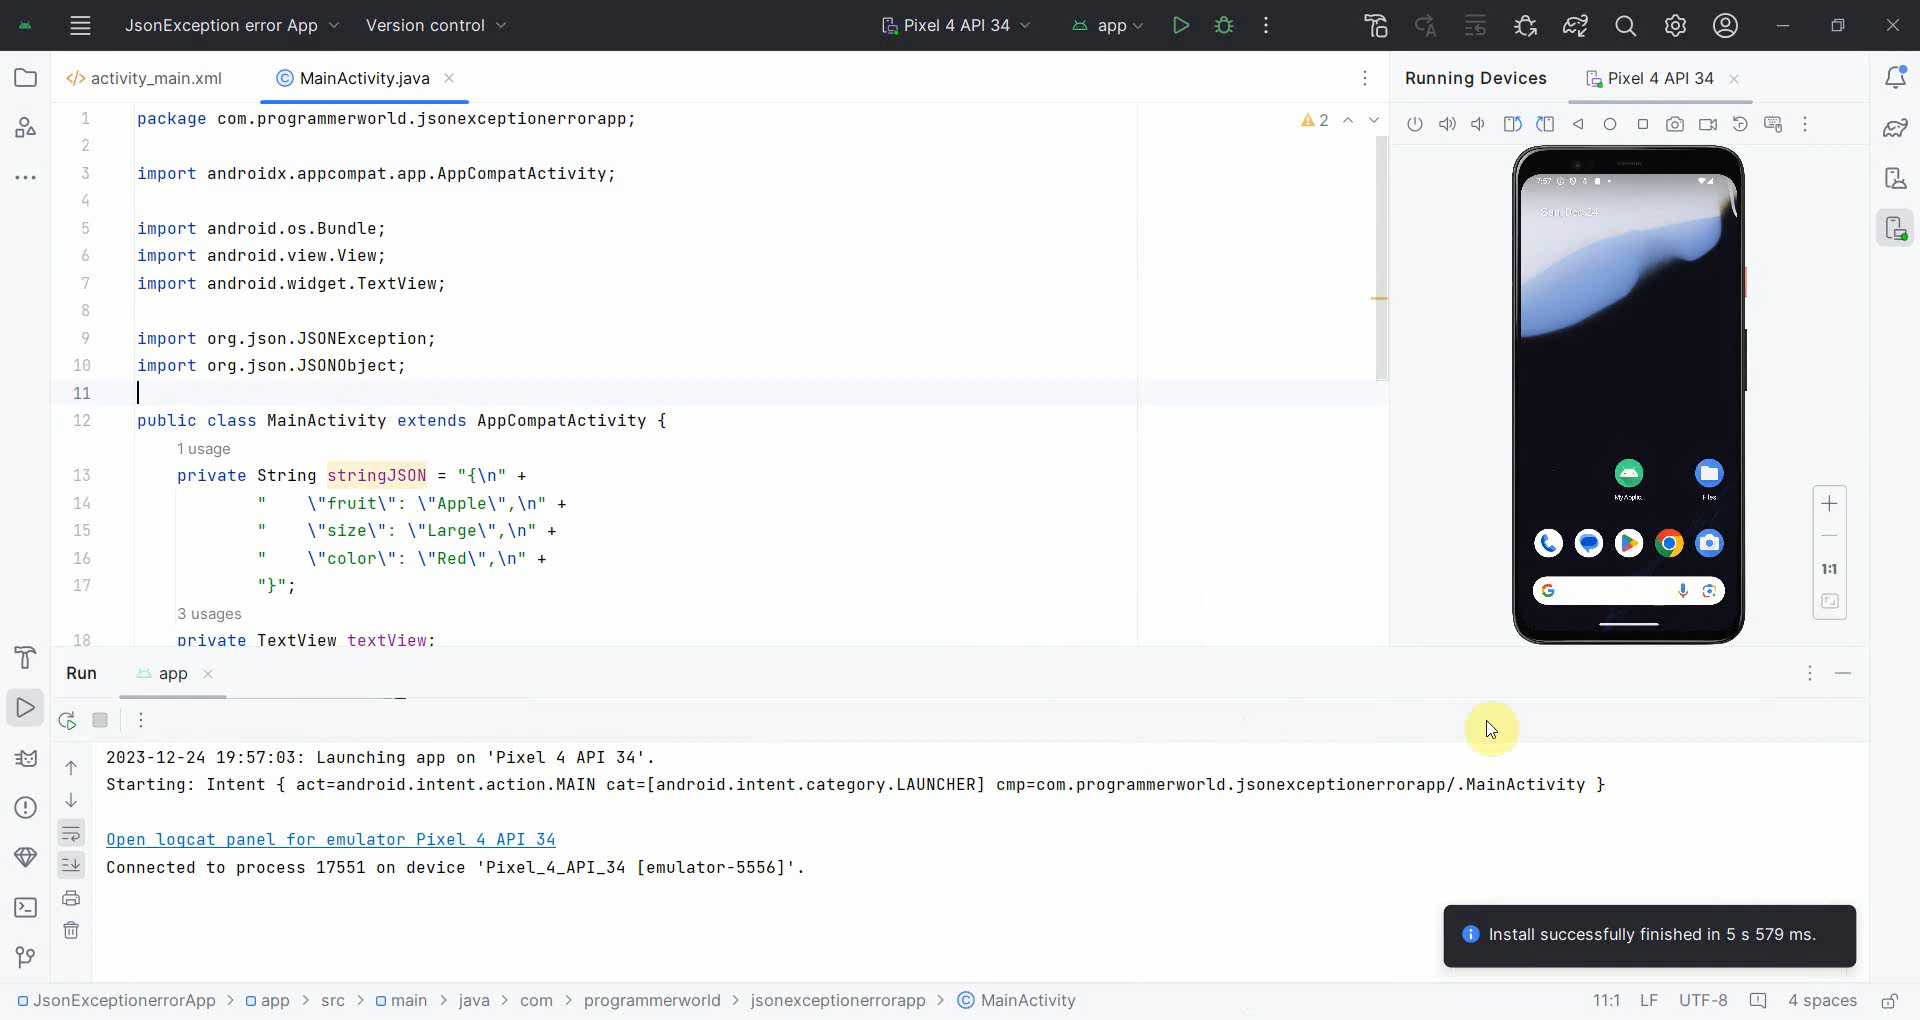 JsonException error App
Version control
Pixel 4 API 34
app
activity_main.xml
MainActivity.java
Running Devices
Pixel 4 API 34
1 package com.programmerworld.jsonexceptionerrorapp;
2
3 import androidx.appcompat.app.AppCompatActivity;
4
5 import android.os.Bundle;
6 import android.view.View;
7 import android.widget.TextView;
8
9 import org.json.JSONException;
10 import org.json.JSONObject;
11
12 public class MainActivity extends AppCompatActivity {
1 usage
13 private String stringJSON = "{\n" +
14 "    \"fruit\": \"Apple\",\n" +
15 "    \"size\": \"Large\",\n" +
16 "    \"color\": \"Red\",\n" +
17 "}";
3 usages
18 private TextView textView;
2
7:57
Sun, Dec 24
My Applic...
Files
1:1
Run
app
2023-12-24 19:57:03: Launching app on 'Pixel 4 API 34'.
Starting: Intent { act=android.intent.action.MAIN cat=[android.intent.category.LAUNCHER] cmp=com.programmerworld.jsonexceptionerrorapp/.MainActivity }
Open logcat panel for emulator Pixel 4 API 34
Connected to process 17551 on device 'Pixel_4_API_34 [emulator-5556]'.
Install successfully finished in 5 s 579 ms.
JsonExceptionerrorApp > app > src > main > java > com > programmerworld > jsonexceptionerrorapp > MainActivity
11:1 LF UTF-8 4 spaces